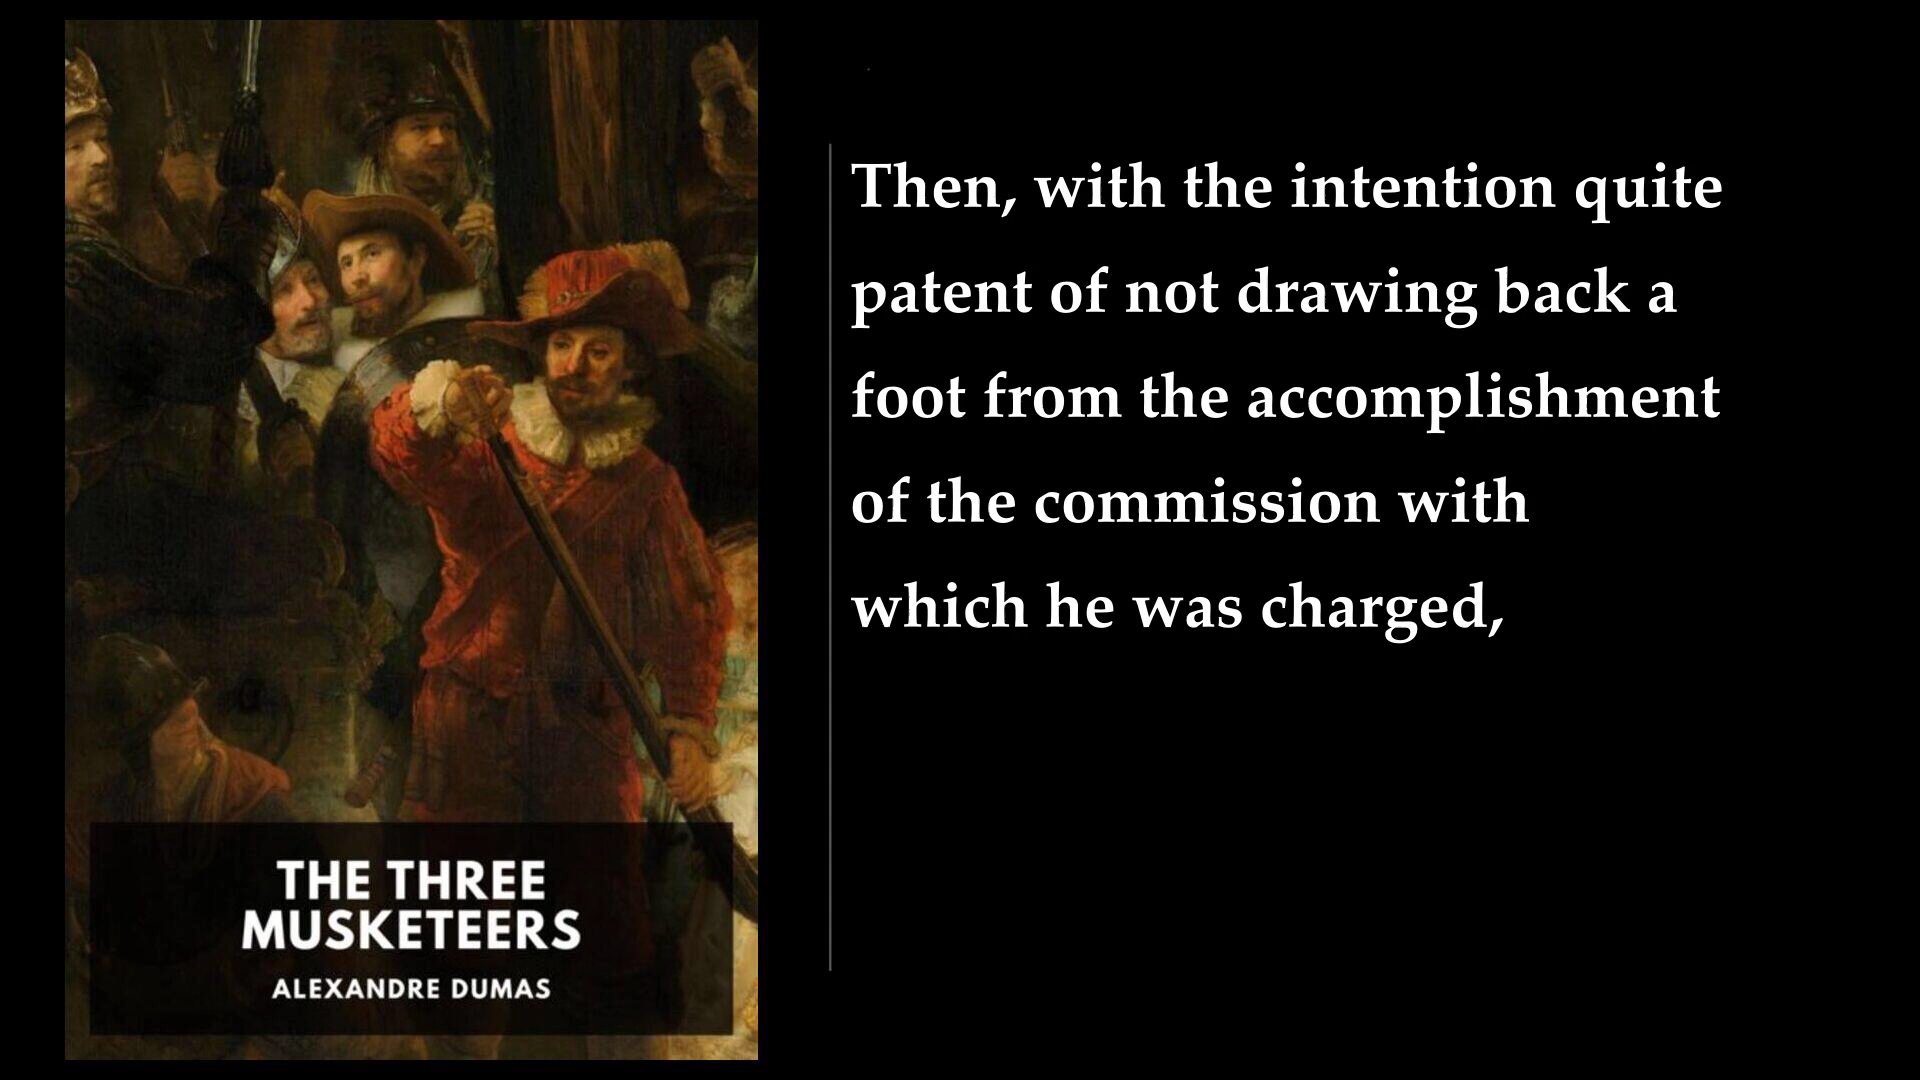 THE THREE
MUSKETEERS
ALEXANDRE DUMAS
Then, with the intention quite
patent of not drawing back a
foot from the accomplishment
of the commission with
which he was charged,